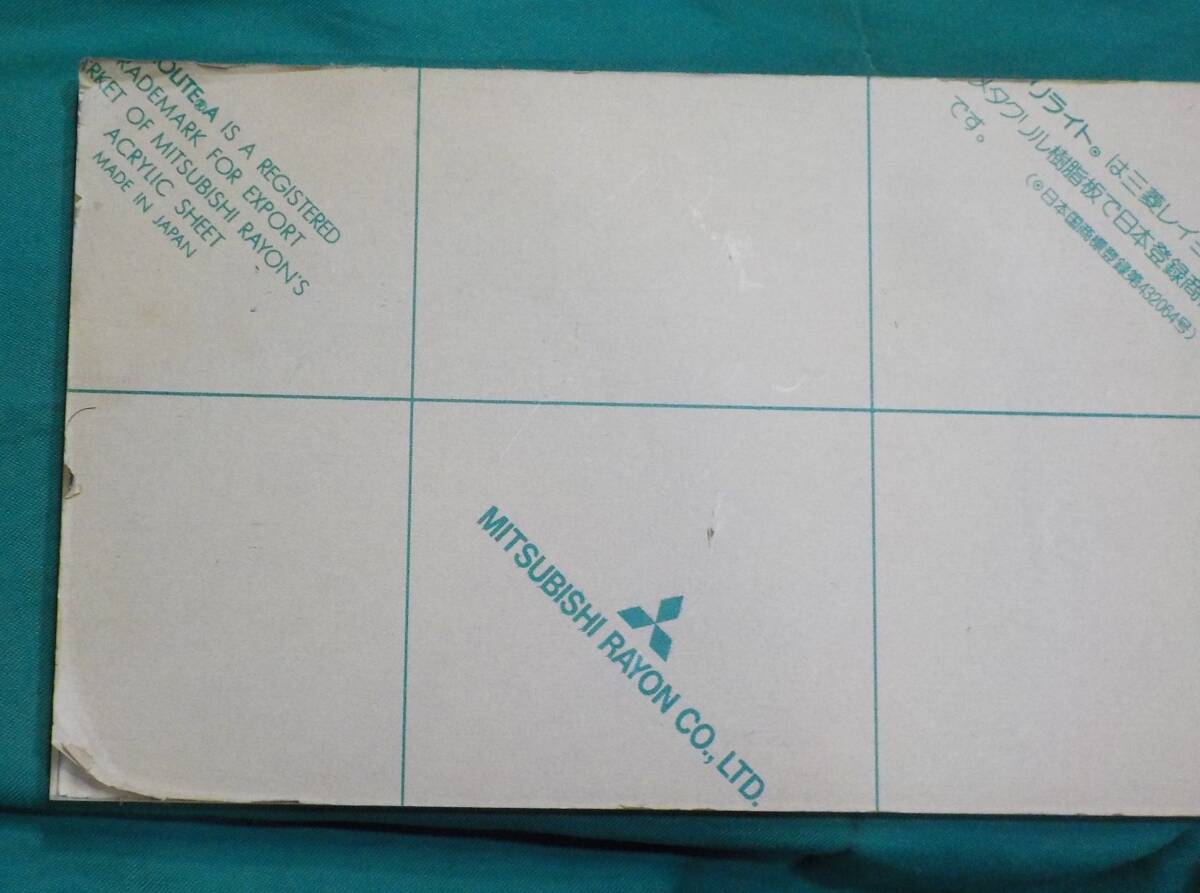 OUTE®A IS A REGISTERED
RADEMARK FOR EXPORT
RKET OF MITSUBISHI RAYON'S
ACRYLIC SHEET
MADE IN JAPAN
リライト®は三菱レイ
メタクリル樹脂板で日本登録商
です。
(®日本国商標登録第432064号)
MITSUBISHI RAYON CO., LTD.